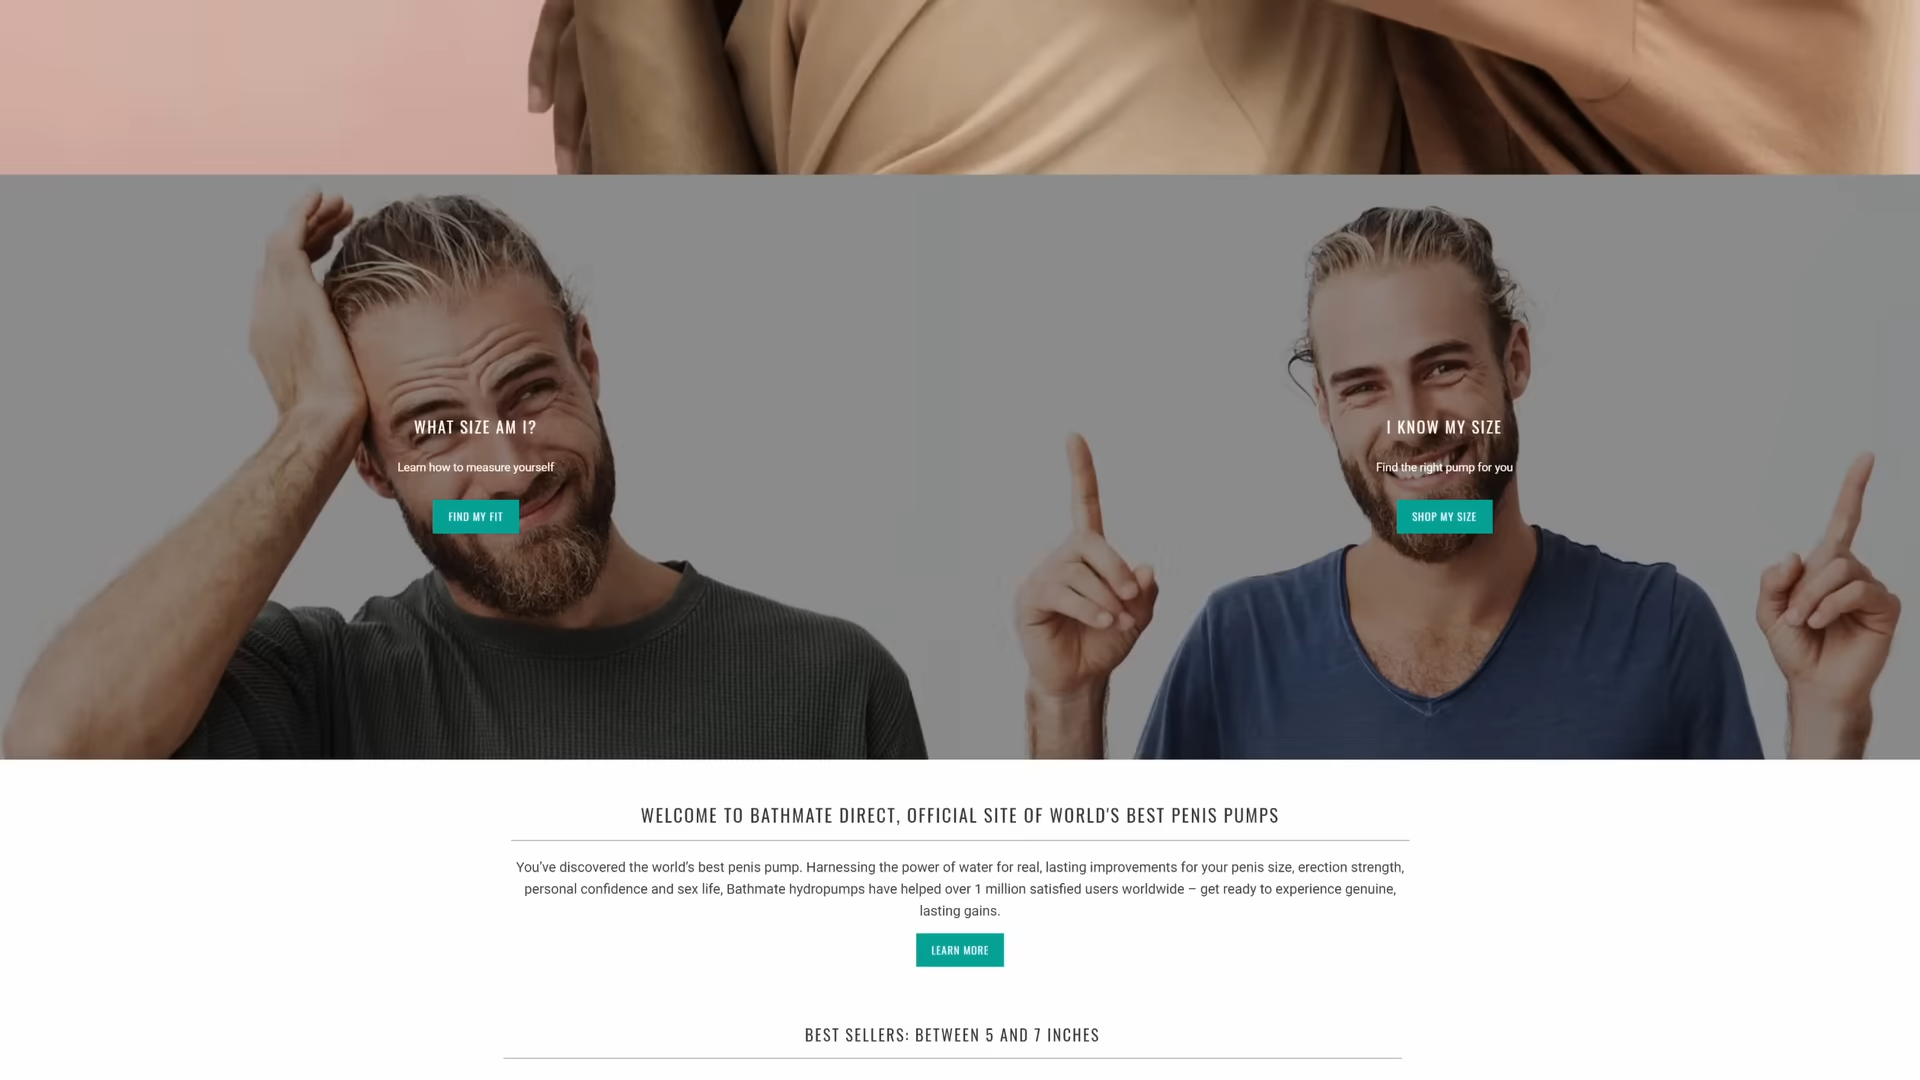 WHAT SIZE AM I?
Learn how to measure yourself
FIND MY FIT
I KNOW MY SIZE
Find the right pump for you
SHOP MY SIZE
WELCOME TO BATHMATE DIRECT, OFFICIAL SITE OF WORLD'S BEST PENIS PUMPS
You’ve discovered the world’s best penis pump. Harnessing the power of water for real, lasting improvements for your penis size, erection strength,
personal confidence and sex life, Bathmate hydropumps have helped over 1 million satisfied users worldwide – get ready to experience genuine,
lasting gains.
LEARN MORE
BEST SELLERS: BETWEEN 5 AND 7 INCHES